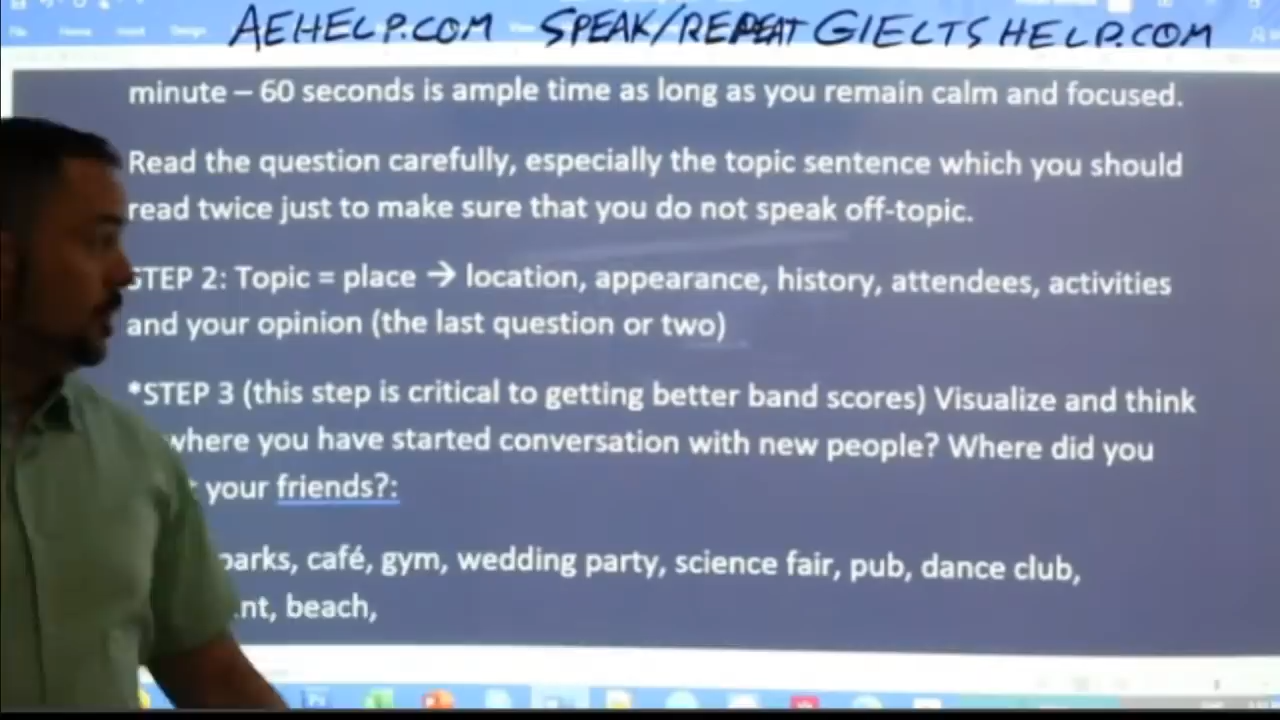 AEHELP.COM SPEAK/REPEAT GIELTSHELP.COM
minute – 60 seconds is ample time as long as you remain calm and focused.
Read the question carefully, especially the topic sentence which you should
read twice just to make sure that you do not speak off-topic.
STEP 2: Topic = place → location, appearance, history, attendees, activities
and your opinion (the last question or two)
*STEP 3 (this step is critical to getting better band scores) Visualize and think
where you have started conversation with new people? Where did you
your friends?:
parks, café, gym, wedding party, science fair, pub, dance club,
nt, beach,